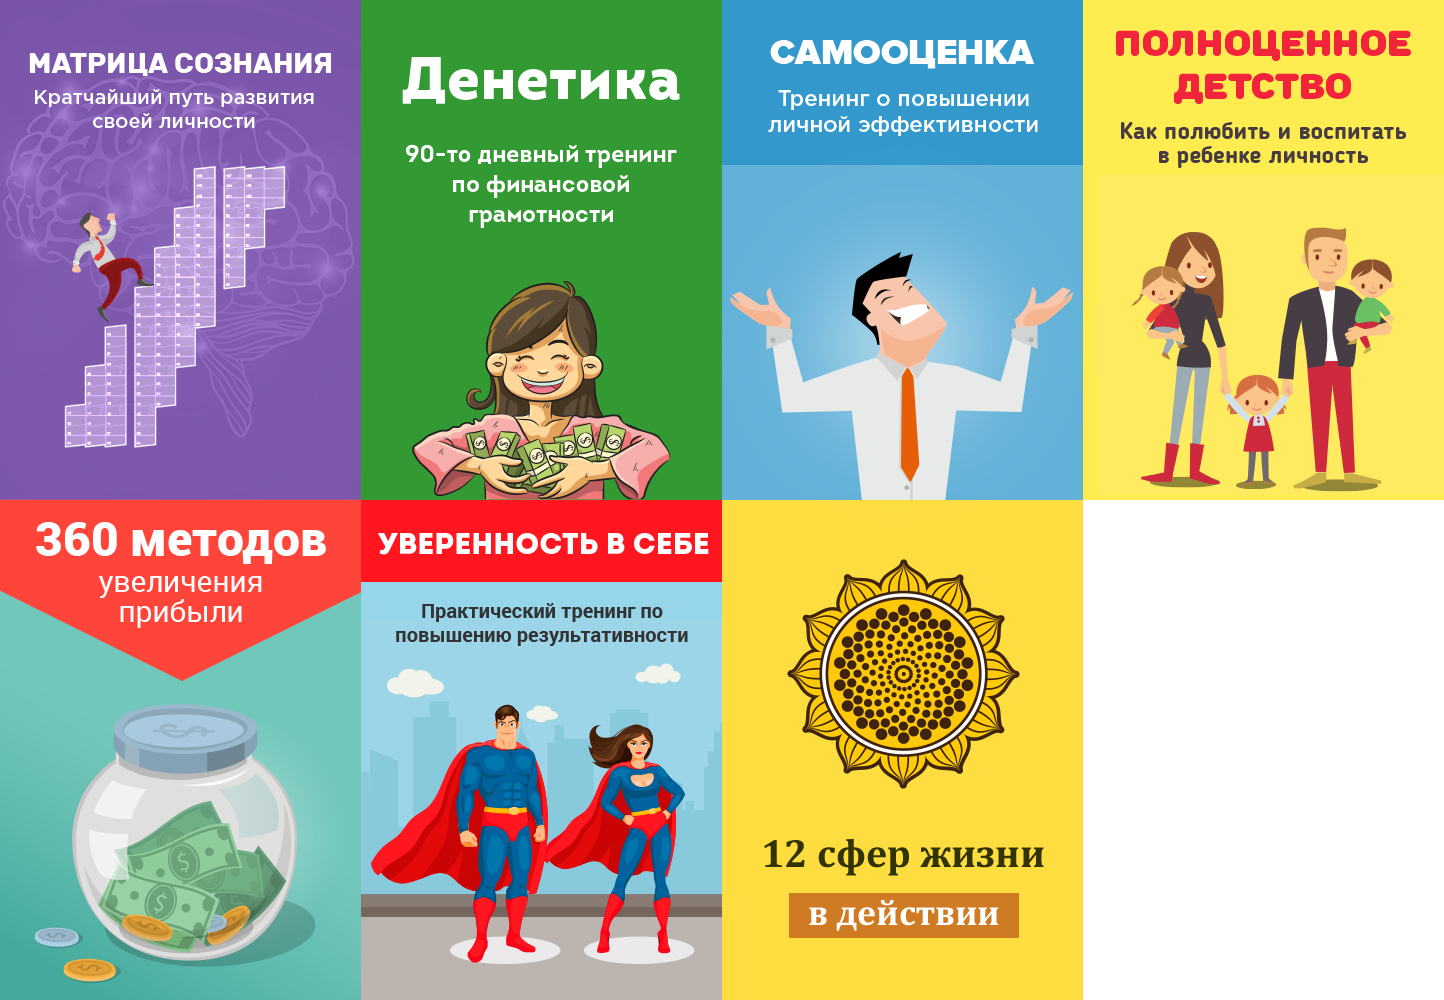 МАТРИЦА СОЗНАНИЯ
Кратчайший путь развития
своей личности
Денетика
90-то дневный тренинг
по финансовой
грамотности
САМООЦЕНКА
Тренинг о повышении
личной эффективности
ПОЛНОЦЕННОЕ
ДЕТСТВО
Как полюбить и воспитать
в ребенке личность
360 методов
увеличения
прибыли
УВЕРЕННОСТЬ В СЕБЕ
Практический тренинг по
повышению результативности
12 сфер жизни
в действии